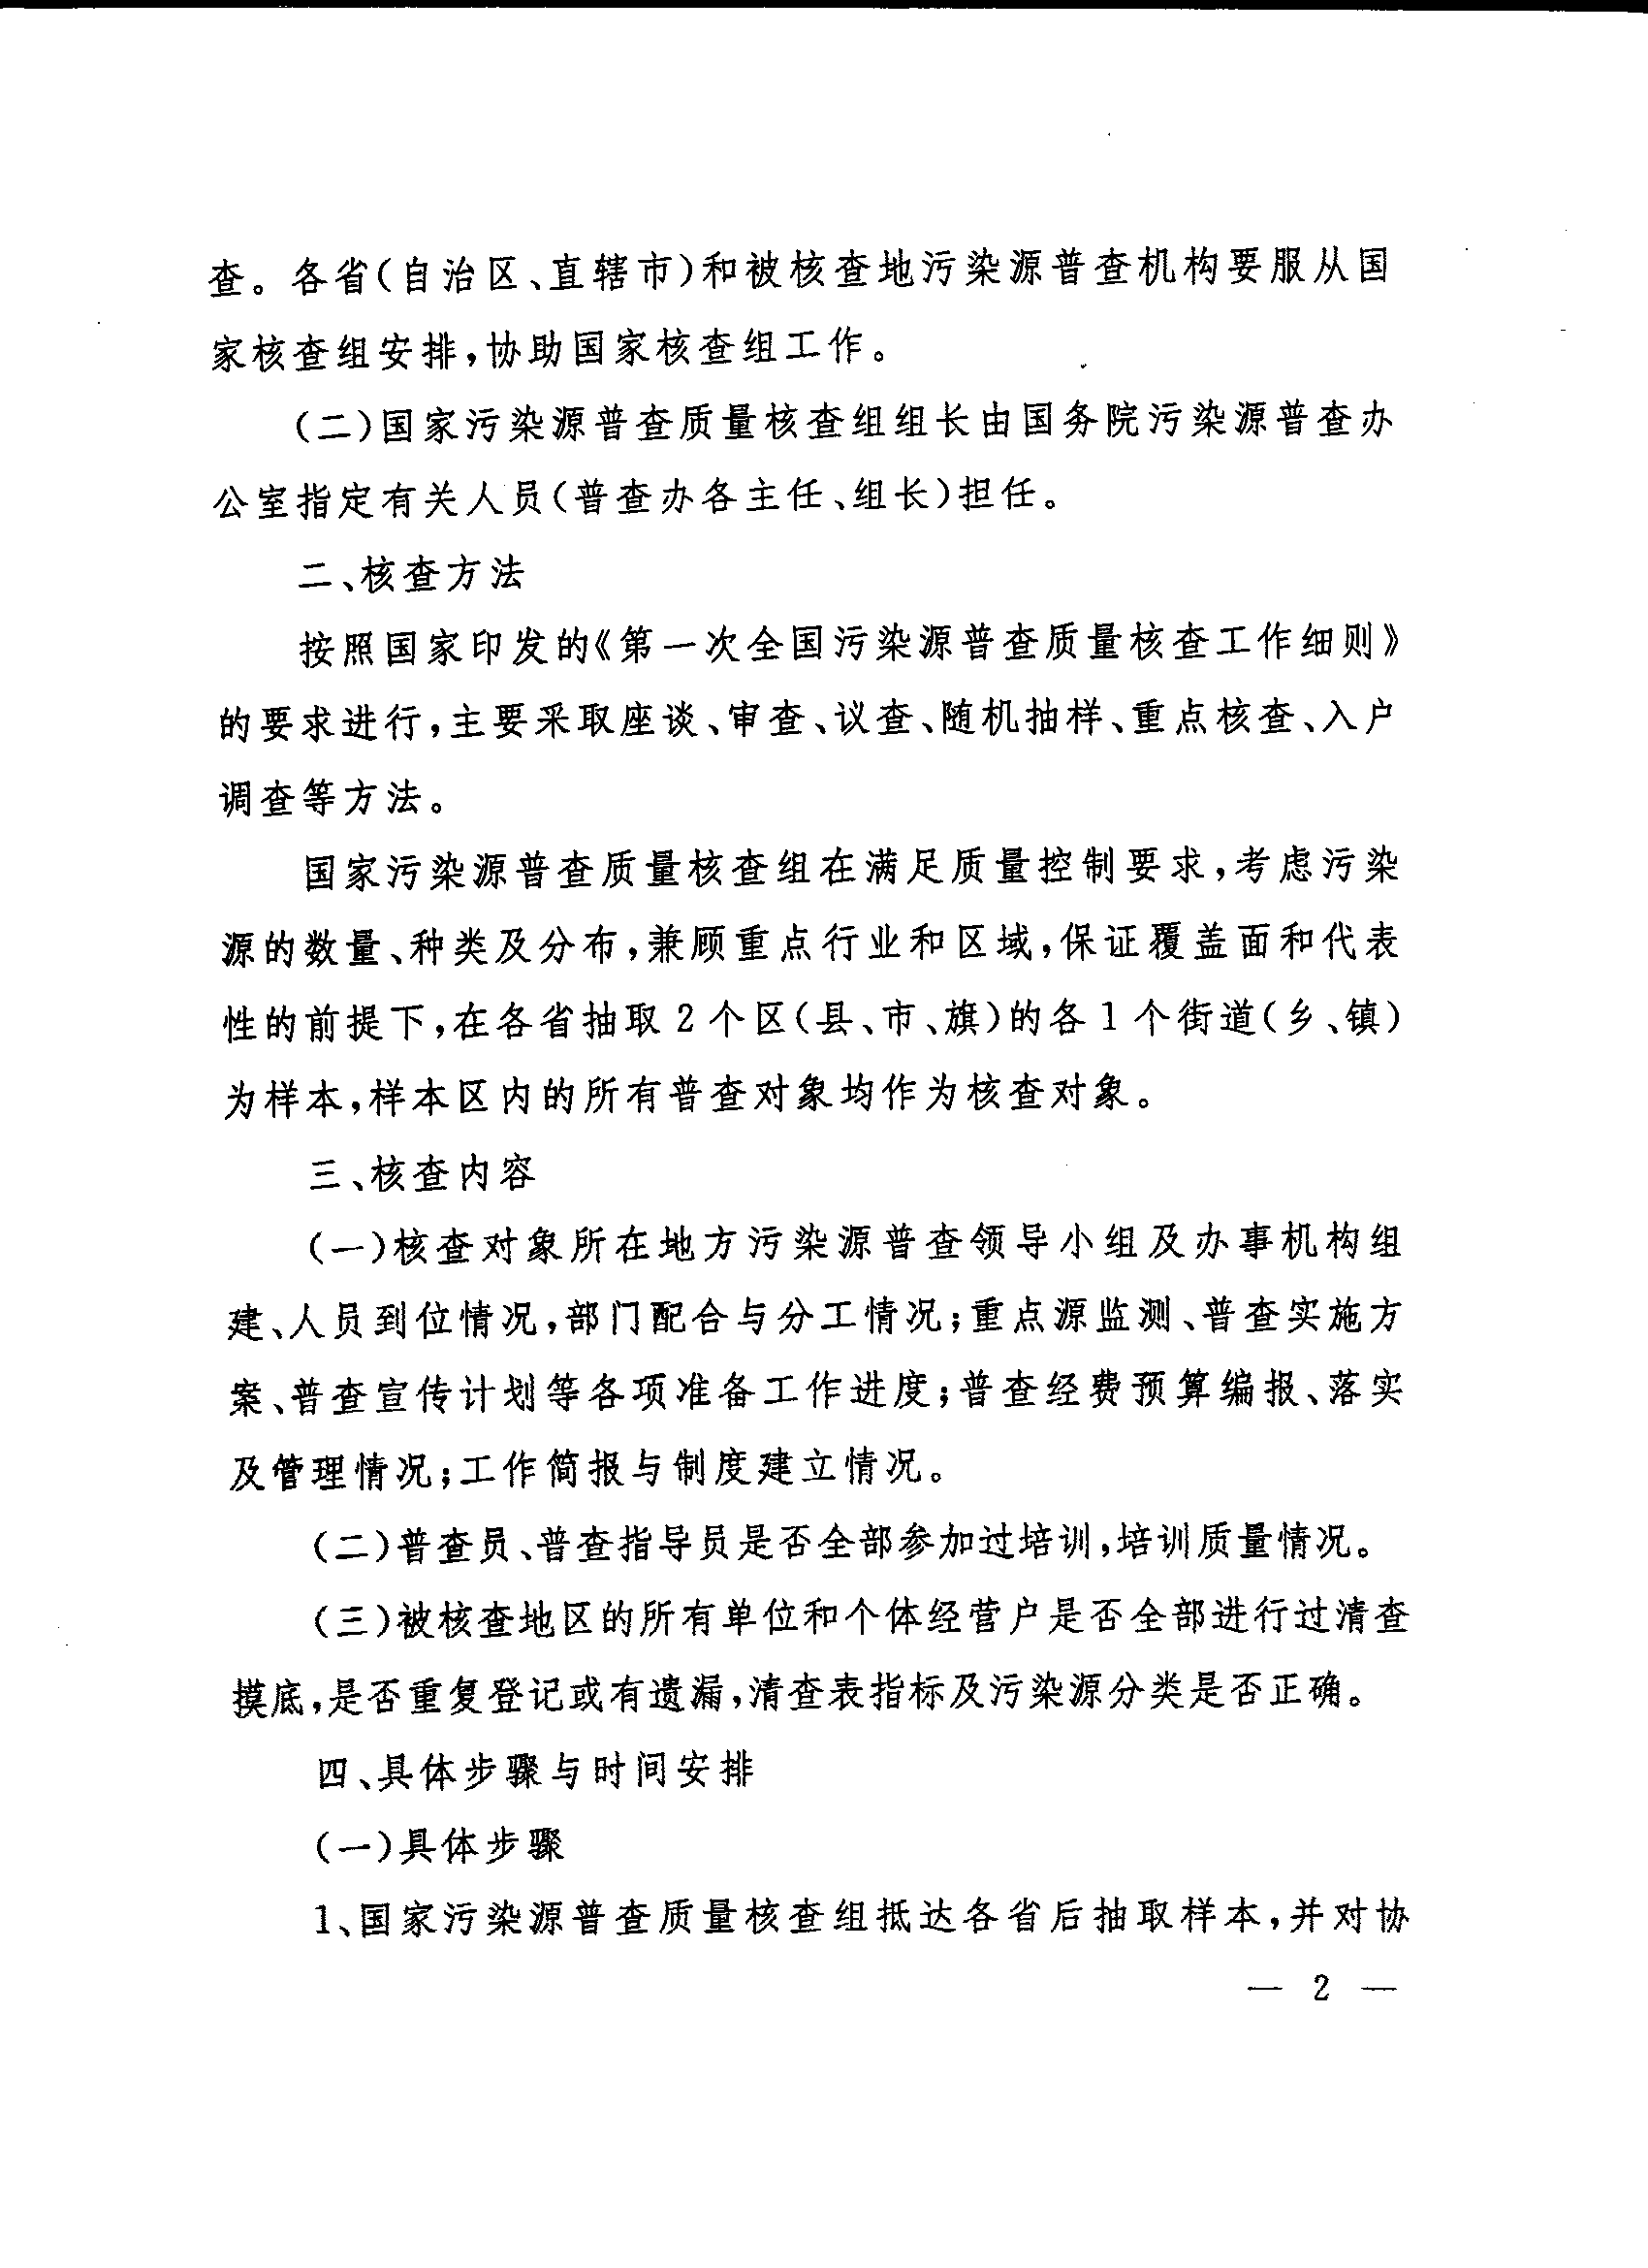 查。各省(自治区、直辖市)和被核查地污染源普查机构要服从国
家核查组安排,协助国家核查组工作。
(二)国家污染源普查质量核查组组长由国务院污染源普查办
公室指定有关人员(普查办各主任、组长)担任。
二、核查方法
按照国家印发的《第一次全国污染源普查质量核查工作细则》
的要求进行,主要采取座谈、审查、议查、随机抽样、重点核查、入户
调查等方法。
国家污染源普查质量核查组在满足质量控制要求,考虑污染
源的数量、种类及分布,兼顾重点行业和区域,保证覆盖面和代表
性的前提下,在各省抽取2个区(县、市、旗)的各1个街道(乡、镇)
为样本,样本区内的所有普查对象均作为核查对象。
三、核查内容
(一)核查对象所在地方污染源普查领导小组及办事机构组
建、人员到位情况,部门配合与分工情况;重点源监测、普查实施方
案、普查宣传计划等各项准备工作进度;普查经费预算编报、落实
及管理情况;工作简报与制度建立情况。
(二)普查员、普查指导员是否全部参加过培训,培训质量情况。
(三)被核查地区的所有单位和个体经营户是否全部进行过清查
摸底,是否重复登记或有遗漏,清查表指标及污染源分类是否正确。
四、具体步骤与时间安排
(一)具体步骤
1、国家污染源普查质量核查组抵达各省后抽取样本,并对协
— 2 —